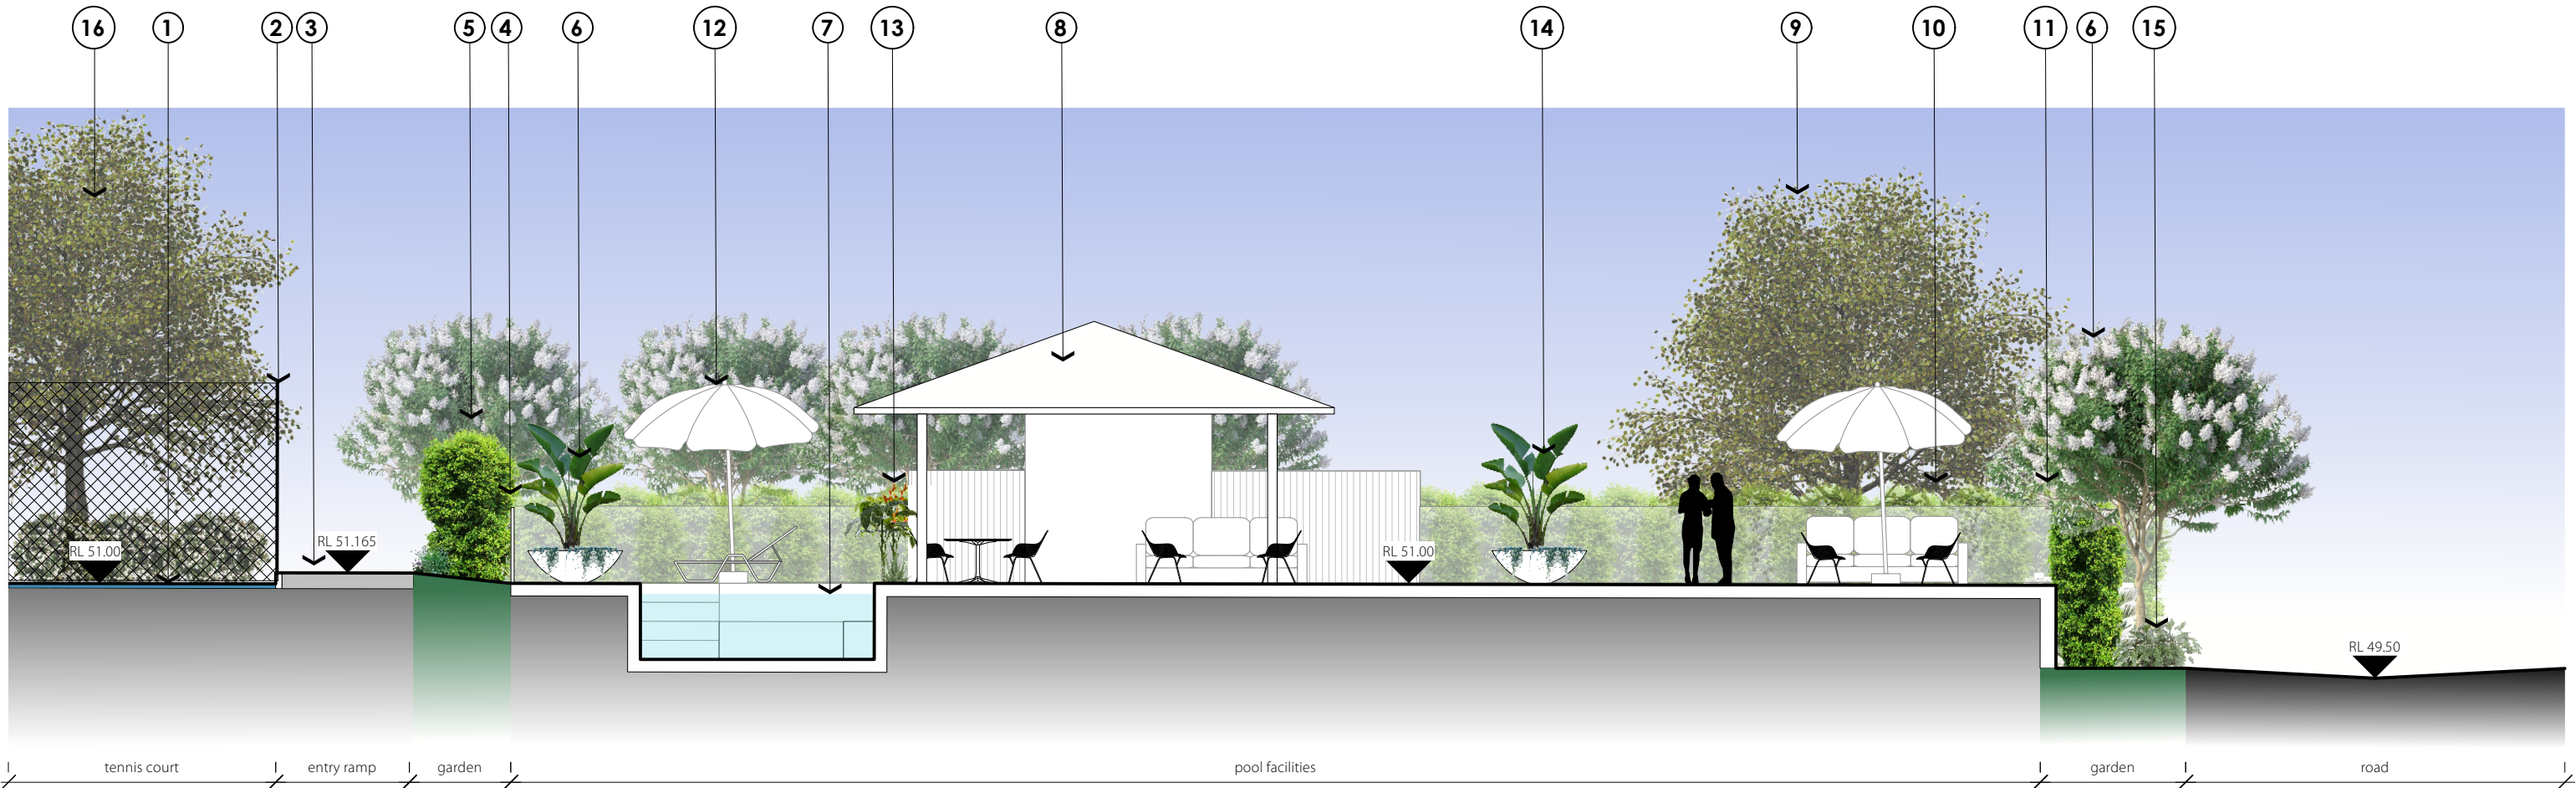 16 1 2 3 5 4 6 12 7 13 8 14 9 10 11 6 15
RL 51.00 RL 51.165 RL 51.00
RL 49.50
tennis court entry ramp garden pool facilities garden road